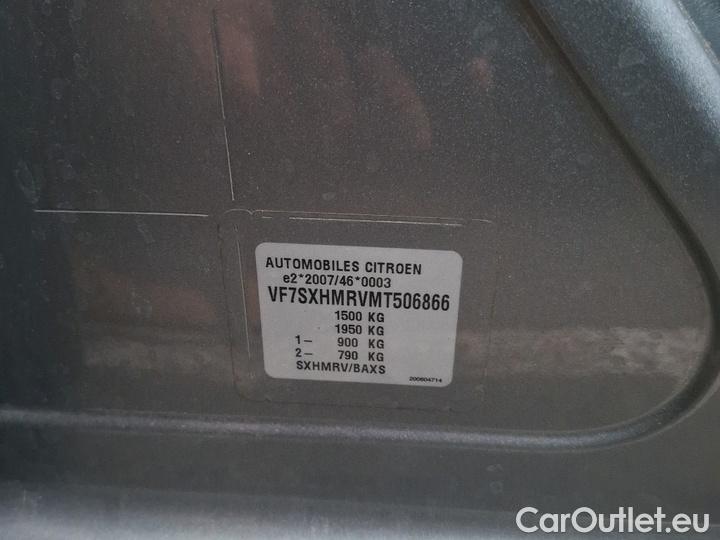 AUTOMOBILES CITROEN
e2*2007/46*0003
VF7SXHMRVMT506866
1500 KG
1950 KG
1– 900 KG
2– 790 KG
SXHMRV/BAXS
200604714
CarOutlet.eu